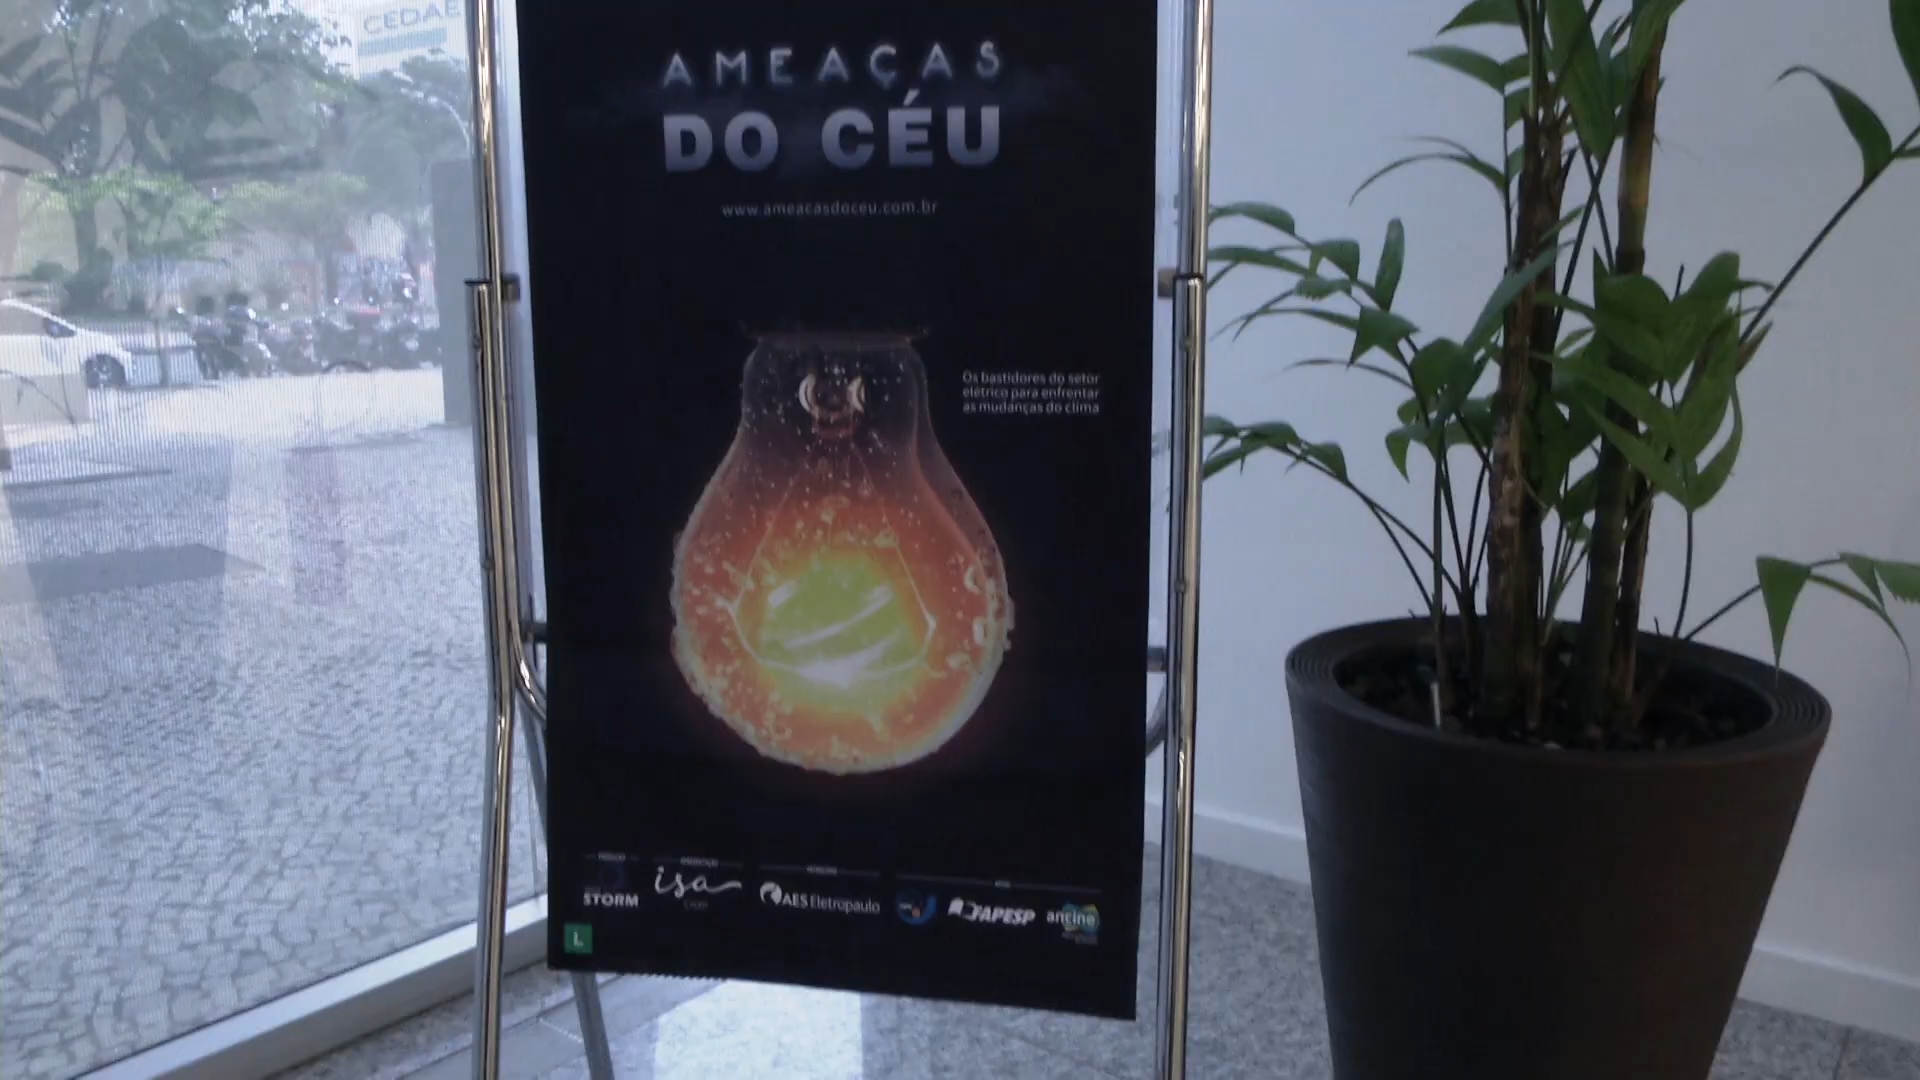 CEDAE
AMEAÇAS
DO CÉU
www.ameacasdoceu.com.br
Os bastidores do setor
elétrico para enfrentar
as mudanças do clima
STORM
isa
AES Eletropaulo
FAPESP
ancine
L